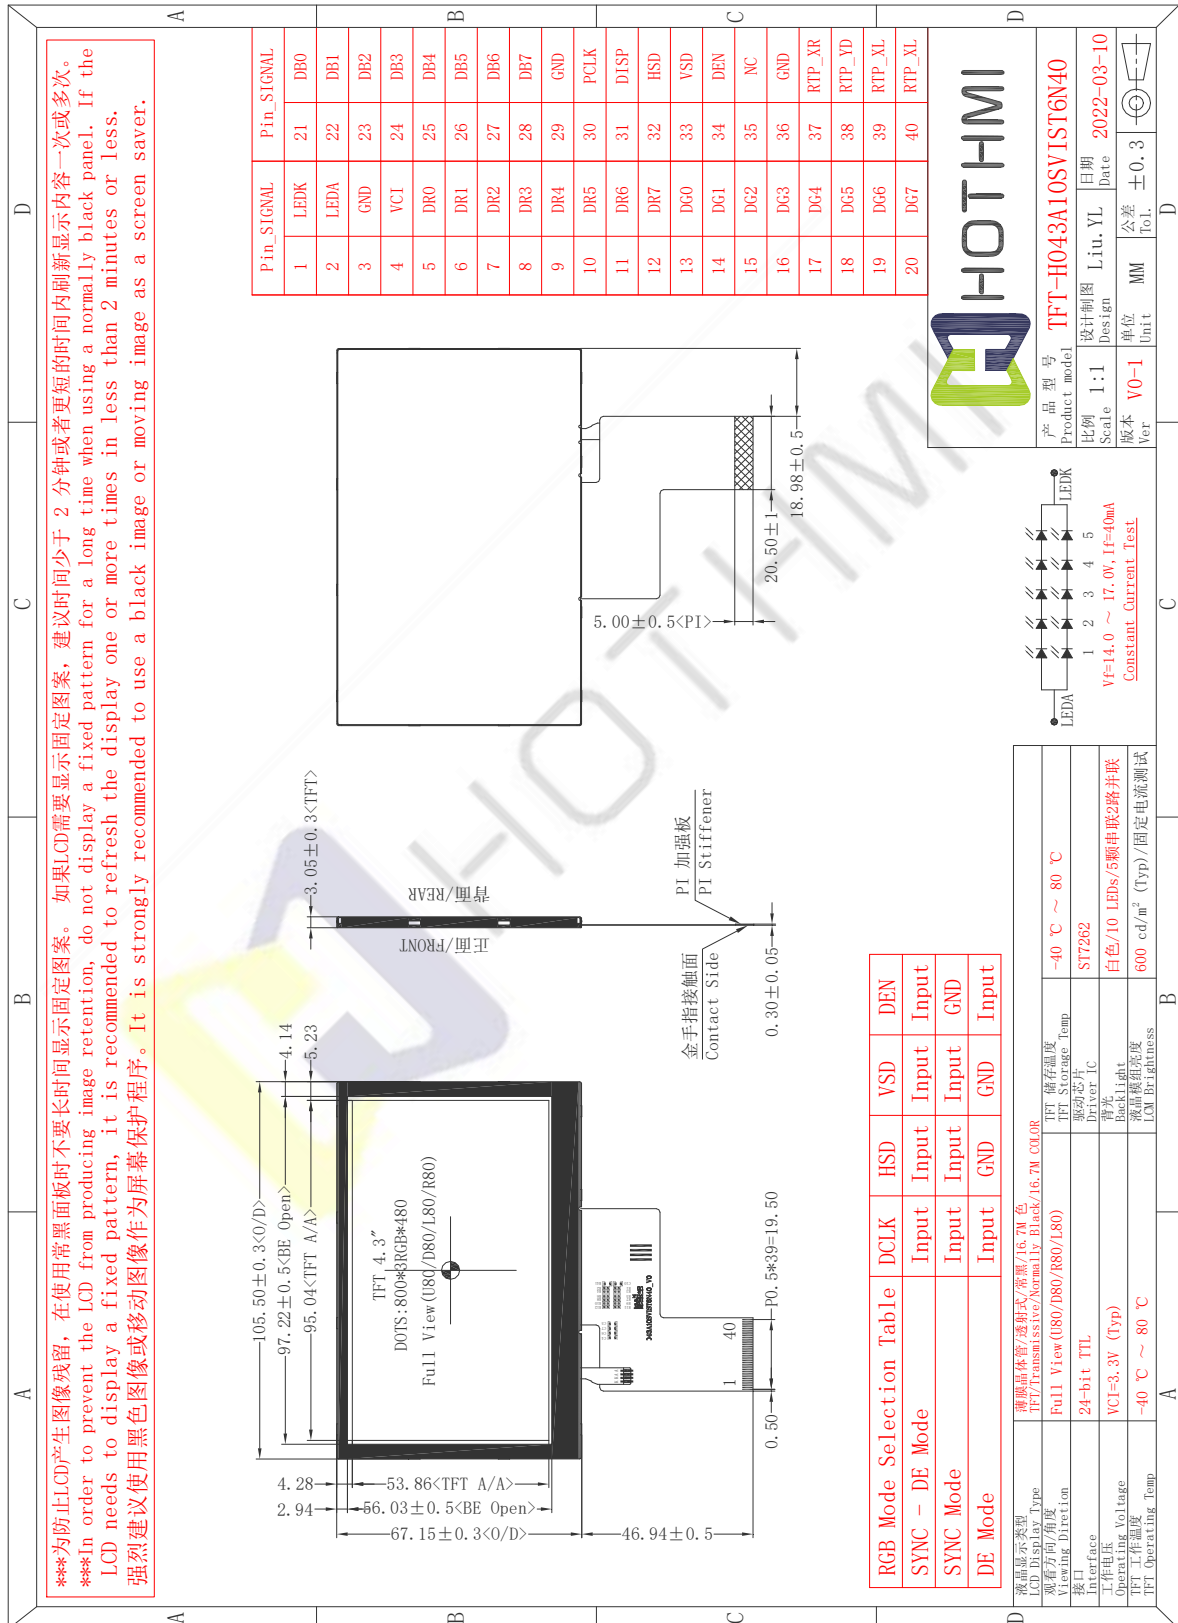 ***为防止LCD产生图像残留，在使用常黑面板时不要长时间显示固定图案。 如果LCD需要显示固定图案，建议时间少于 2 分钟或者更短的时间内刷新显示内容一次或多次。
***In order to prevent the LCD from producing image retention, do not display a fixed pattern for a long time when using a normally black panel. If the
LCD needs to display a fixed pattern, it is recommended to refresh the display one or more times in less than 2 minutes or less.
强烈建议使用黑色图像或移动图像作为屏幕保护程序。It is strongly recommended to use a black image or moving image as a screen saver.
A B C D
A B C D
A B C D
A B C D
105.50±0.3<O/D>
97.22±0.5<BE Open>
95.04<TFT A/A>
4.14
5.23
4.28
2.94
53.86<TFT A/A>
56.03±0.5<BE Open>
67.15±0.3<O/D>
46.94±0.5
TFT 4.3"
DOTS:800*3RGB*480
Full View(U80/D80/L80/R80)
1 40
0.50
P0.5*39=19.50
3.05±0.3<TFT>
正面/FRONT
背面/REAR
金手指接触面
Contact Side
PI 加强板
PI Stiffener
0.30±0.05
5.00±0.5<PI>
20.50±1
18.98±0.5
Pin_SIGNAL Pin_SIGNAL
1 LEDK 21 DB0
2 LEDA 22 DB1
3 GND 23 DB2
4 VCI 24 DB3
5 DR0 25 DB4
6 DR1 26 DB5
7 DR2 27 DB6
8 DR3 28 DB7
9 DR4 29 GND
10 DR5 30 PCLK
11 DR6 31 DISP
12 DR7 32 HSD
13 DG0 33 VSD
14 DG1 34 DEN
15 DG2 35 NC
16 DG3 36 GND
17 DG4 37 RTP_XR
18 DG5 38 RTP_YD
19 DG6 39 RTP_XL
20 DG7 40 RTP_XL
RGB Mode Selection Table DCLK HSD VSD DEN
SYNC - DE Mode Input Input Input Input
SYNC Mode Input Input Input GND
DE Mode Input GND GND Input
液晶显示类型 薄膜晶体管/透射式/常黑/16.7M 色
LCD Display Type TFT/Transmissive/Normally Black/16.7M COLOR
观看方向/角度
Viewing Diretion Full View(U80/D80/R80/L80)
TFT 储存温度
TFT Storage Temp -40 ℃ ~ 80 ℃
接口
Interface 24-bit TTL
驱动芯片
Driver IC ST7262
工作电压
Operating Voltage VCI=3.3V (Typ)
背光
Backlight 白色/10 LEDs/5颗串联2路并联
TFT 工作温度
TFT Operating Temp -40 ℃ ~ 80 ℃
液晶模组亮度
LCM Brightness 600 cd/m² (Typ)/固定电流测试
LEDA LEDK
1 2 3 4 5
Vf=14.0 ~ 17.0V,If=40mA
Constant Current Test
HOTHMI
产 品 型 号
Product model TFT-H043A10SVIST6N40
比例
Scale 1:1
设计制图
Design Liu.YL
日期
Date 2022-03-10
版本
Ver V0-1
单位
Unit MM
公差
Tol. ±0.3
HOTHMI